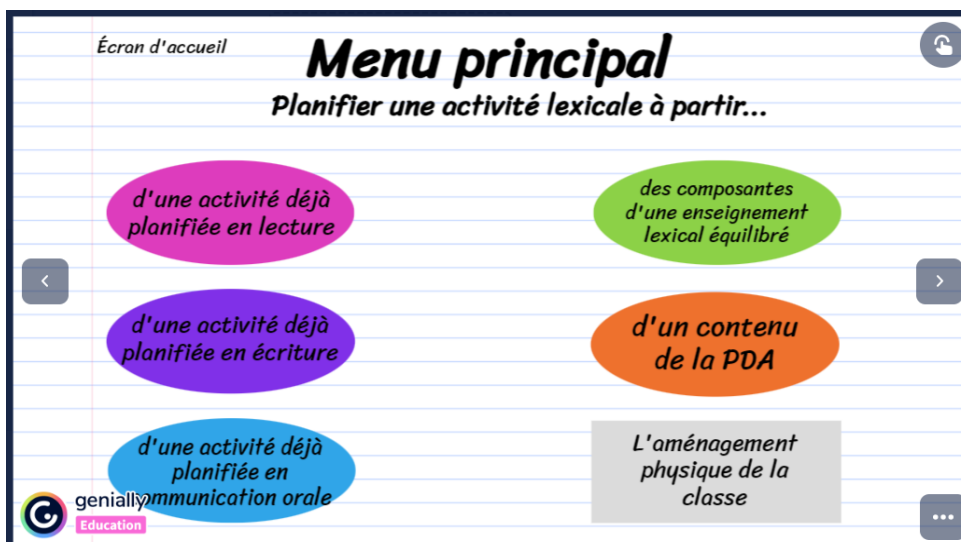 Écran d'accueil
Menu principal
Planifier une activité lexicale à partir...
d'une activité déjà
planifiée en lecture
des composantes
d'une enseignement
lexical équilibré
d'une activité déjà
planifiée en écriture
d'un contenu
de la PDA
d'une activité déjà
planifiée en
ommunication orale
L'aménagement
physique de la
classe
genially
Education